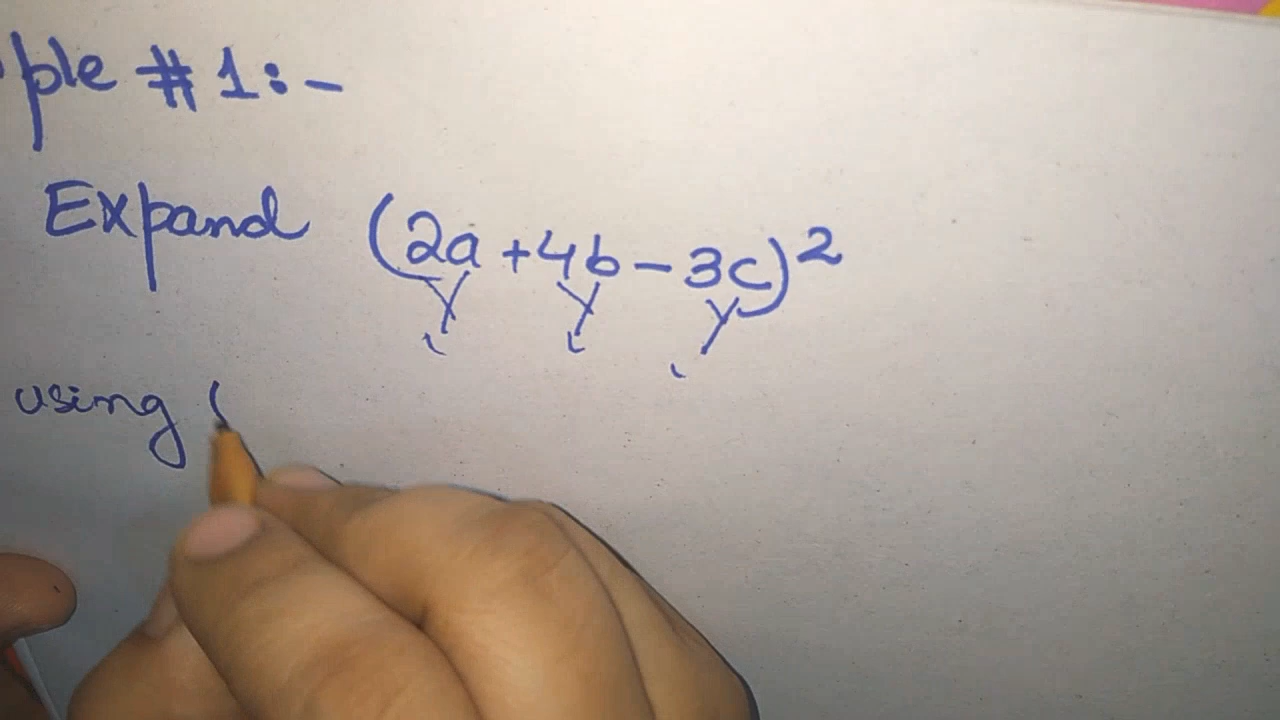 ple #1:-
Expand (2a +4b - 3c)²
using (